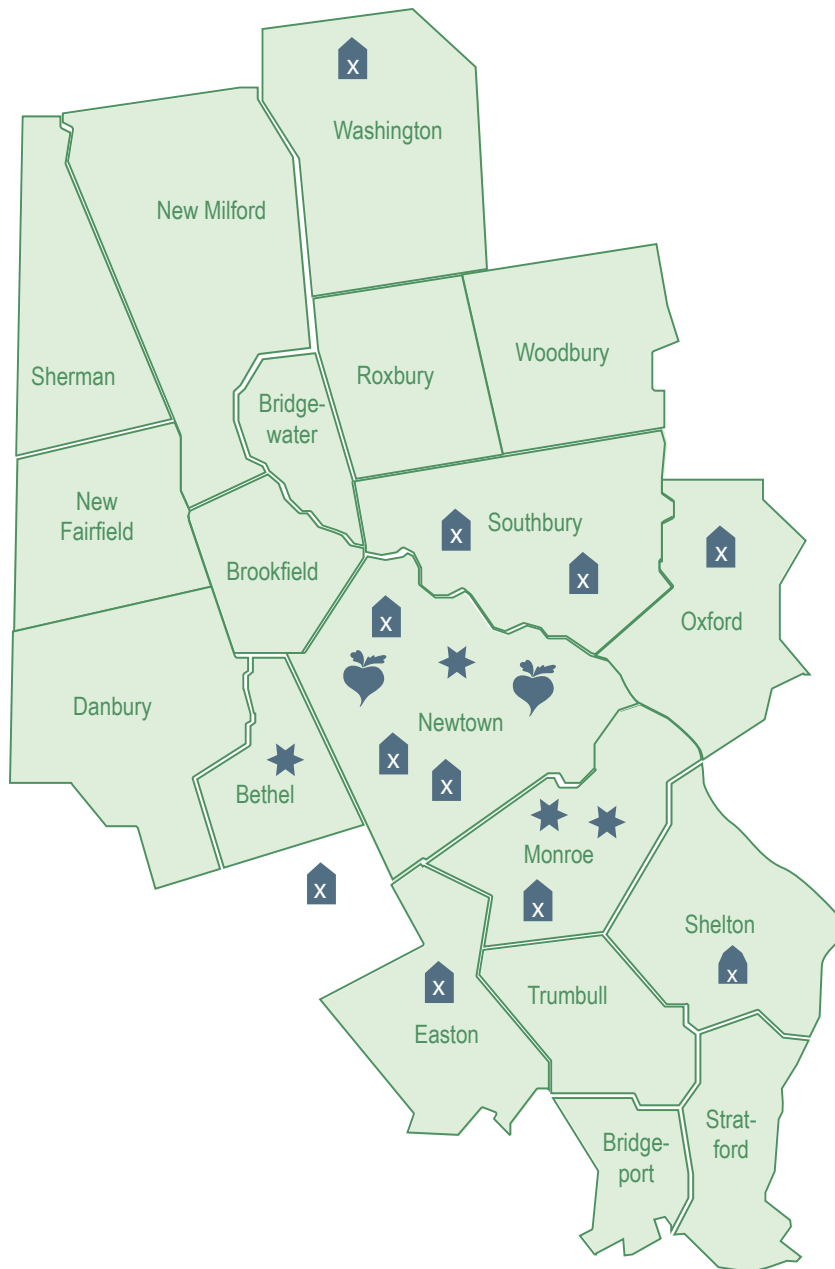 x
Washington
New Milford
Woodbury
Roxbury
Sherman
Bridge-
water
New
Fairfield
x
Southbury
x
x
Brookfield
x
Oxford
Danbury
Newtown
x
x
Bethel
Monroe
x
x
Shelton
x
x
Trumbull
Easton
Strat-
ford
Bridge-
port